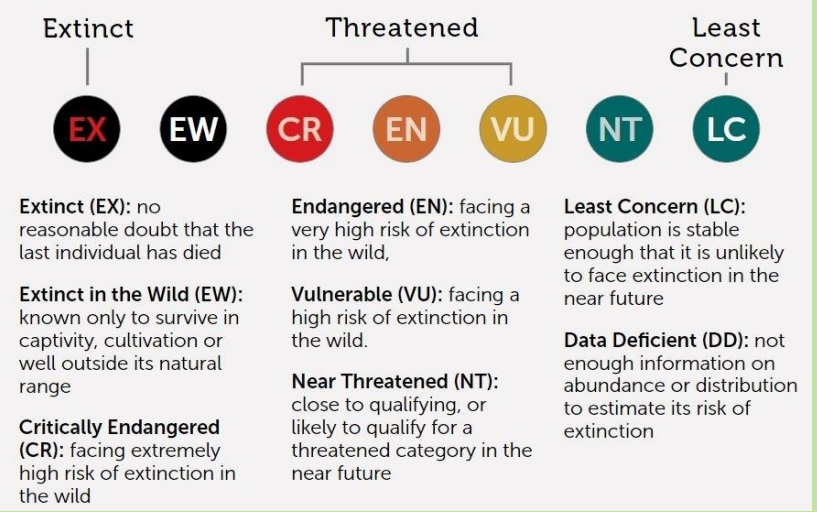 Extinct
Threatened
Least
Concern
EX
EW
CR
EN
VU
NT
LC
Extinct (EX): no
reasonable doubt that the
last individual has died
Extinct in the Wild (EW):
known only to survive in
captivity, cultivation or
well outside its natural
range
Critically Endangered
(CR): facing extremely
high risk of extinction in
the wild
Endangered (EN): facing a
very high risk of extinction
in the wild,
Vulnerable (VU): facing a
high risk of extinction in
the wild.
Near Threatened (NT):
close to qualifying, or
likely to qualify for a
threatened category in the
near future
Least Concern (LC):
population is stable
enough that it is unlikely
to face extinction in the
near future
Data Deficient (DD): not
enough information on
abundance or distribution
to estimate its risk of
extinction